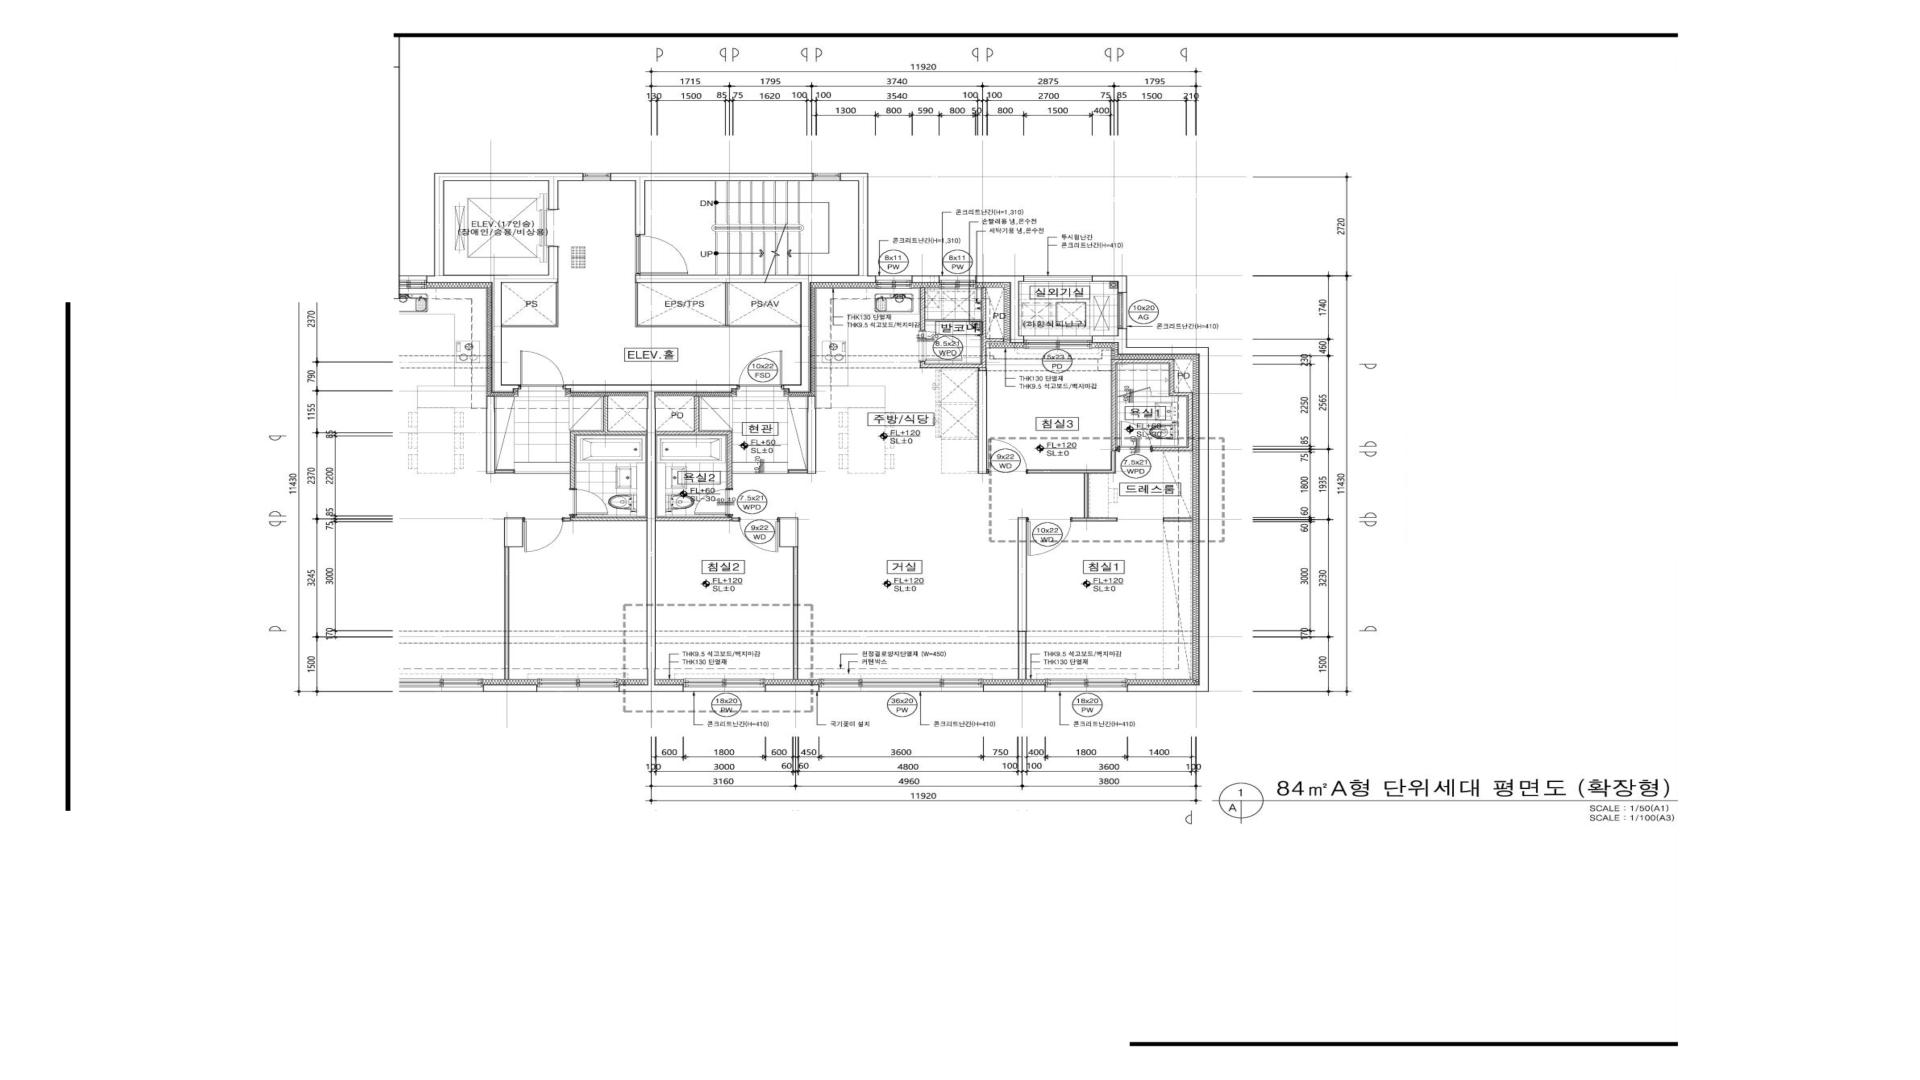 11920
1715 1795 3740 2875 1795
130 1500 85 75 1620 100 100 3540 100 100 2700 75 85 1500 210
1300 800 590 800 50 800 1500 400
DN
UP
ELEV.(17인승)
(장애인/승용/비상용)
PS
EPS/TPS
PS/AV
ELEV.홀
10x22
FSD
콘크리트난간(H=1,310)
손빨래용 냉,온수전
세탁기용 냉,온수전
콘크리트난간(H=1,310)
8x11
PW
8x11
PW
투시형난간
콘크리트난간(H=410)
실외기실
(하향식피난구)
10x20
AG
콘크리트난간(H=410)
THK130 단열재
THK9.5 석고보드/벽지마감
발코니
8.5x21
WPD
PD
PD
THK130 단열재
THK9.5 석고보드/벽지마감
PD
PD
현관
FL+50
SL±0
주방/식당
FL+120
SL±0
침실3
FL+120
SL±0
욕실1
FL+60
9x22
WD
7.5x21
WPD
드레스룸
욕실2
FL+60
SL-30
7.5x21
WPD
9x22
WD
10x22
WD
침실2
FL+120
SL±0
거실
FL+120
SL±0
침실1
FL+120
SL±0
THK9.5 석고보드/벽지마감
THK130 단열재
천정결로방지단열재 (W=450)
커텐박스
THK9.5 석고보드/벽지마감
THK130 단열재
18x20
PW
36x20
PW
18x20
PW
콘크리트난간(H=410)
국기꽂이 설치
콘크리트난간(H=410)
콘크리트난간(H=410)
600 1800 600 450 3600 750 400 1800 1400
100 3000 60 60 4800 100 100 3600 100
3160 4960 3800
11920
11430
2370 790 1155 2370 3245 1500
85 2200 85 75 3000 170
230 2250 85 75 1800 60 60 3000 170
1740 460 2565 1935 3230 1500
2720 11430
1
A
84㎡A형 단위세대 평면도 (확장형)
SCALE : 1/50(A1)
SCALE : 1/100(A3)